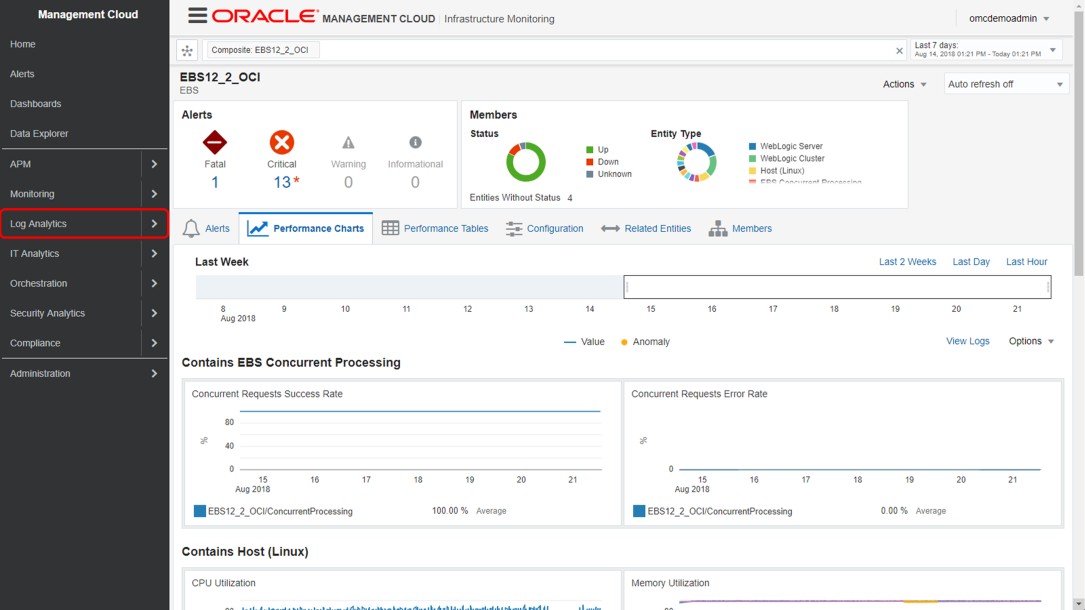 Management Cloud
Home
Alerts
Dashboards
Data Explorer
APM
Monitoring
Log Analytics
IT Analytics
Orchestration
Security Analytics
Compliance
Administration
ORACLE® MANAGEMENT CLOUD Infrastructure Monitoring
omcdemoadmin
Composite: EBS12_2_OCI
Last 7 days:
Aug 14, 2018 01:21 PM - Today 01:21 PM
EBS12_2_OCI
EBS
Actions
Auto refresh off
Alerts
Fatal
1
Critical
13*
Warning
0
Informational
0
Members
Status
Up
Down
Unknown
Entity Type
WebLogic Server
WebLogic Cluster
Host (Linux)
EBS Concurrent Processing
Entities Without Status 4
Alerts
Performance Charts
Performance Tables
Configuration
Related Entities
Members
Last Week
Last 2 Weeks
Last Day
Last Hour
8 9 10 11 12 13 14 15 16 17 18 19 20 21
Aug 2018
Value
Anomaly
View Logs
Options
Contains EBS Concurrent Processing
Concurrent Requests Success Rate
80
40
0
%
15 16 17 18 19 20 21
Aug 2018
EBS12_2_OCI/ConcurrentProcessing
100.00 % Average
Concurrent Requests Error Rate
%
0
15 16 17 18 19 20 21
Aug 2018
EBS12_2_OCI/ConcurrentProcessing
0.00 % Average
Contains Host (Linux)
CPU Utilization
80
Memory Utilization
80